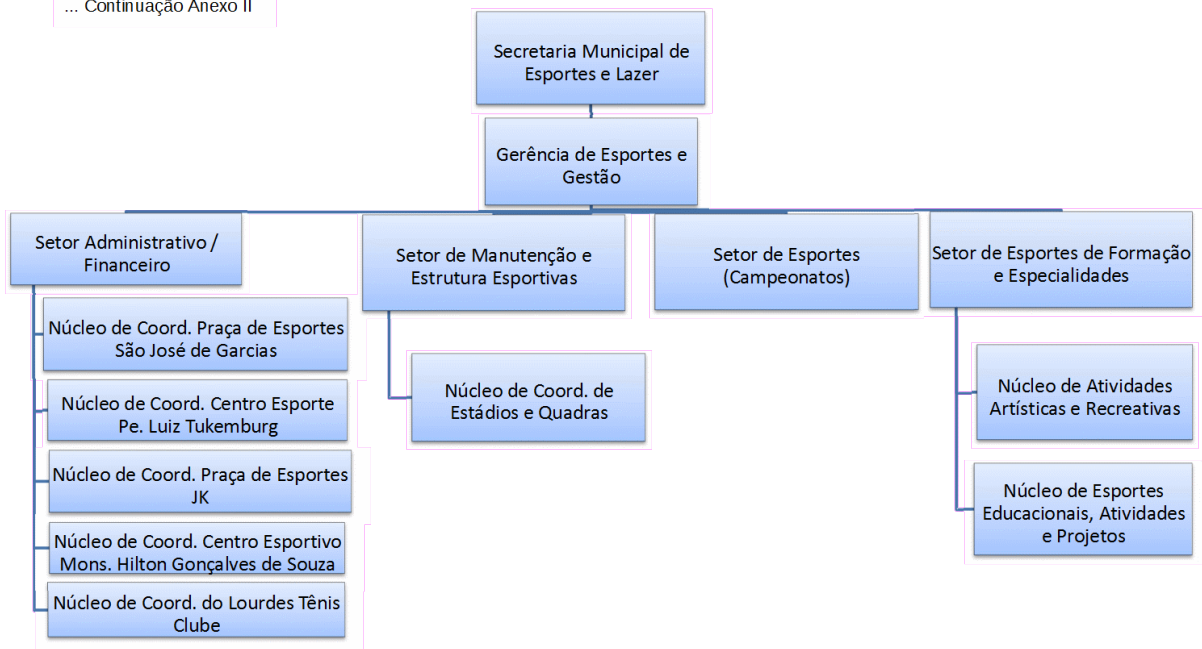 ... Continuação Anexo II
Secretaria Municipal de
Esportes e Lazer
Gerência de Esportes e
Gestão
Setor Administrativo /
Financeiro
Núcleo de Coord. Praça de Esportes
São José de Garcias
Núcleo de Coord. Centro Esporte
Pe. Luiz Tukemburg
Núcleo de Coord. Praça de Esportes
JK
Núcleo de Coord. Centro Esportivo
Mons. Hilton Gonçalves de Souza
Núcleo de Coord. do Lourdes Tênis
Clube
Setor de Manutenção e
Estrutura Esportivas
Núcleo de Coord. de
Estádios e Quadras
Setor de Esportes
(Campeonatos)
Setor de Esportes de Formação
e Especialidades
Núcleo de Atividades
Artísticas e Recreativas
Núcleo de Esportes
Educacionais, Atividades
e Projetos